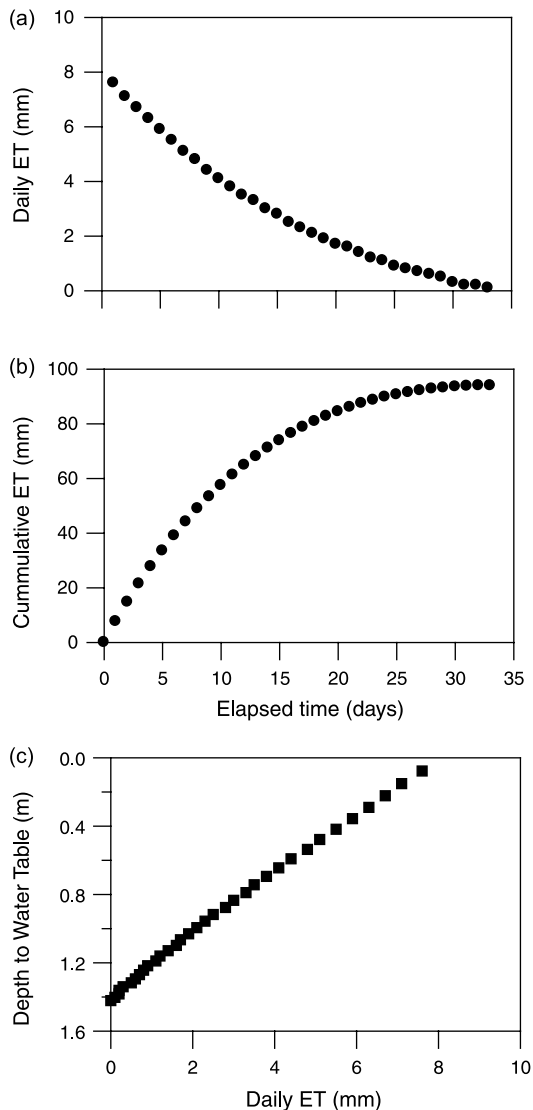 (a)
10
8
6
4
2
0
Daily ET (mm)
(b)
100
80
60
40
20
0
Cummulative ET (mm)
0 5 10 15 20 25 30 35
Elapsed time (days)
(c)
0.0
0.4
0.8
1.2
1.6
Depth to Water Table (m)
0 2 4 6 8 10
Daily ET (mm)